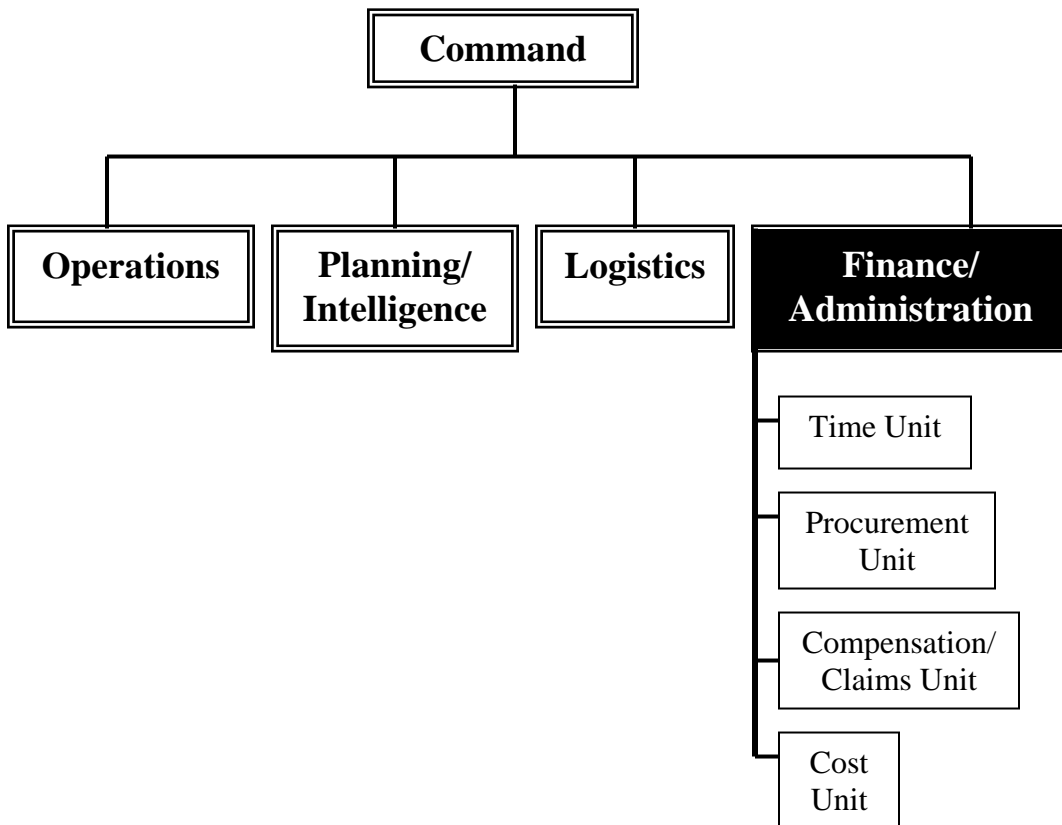 Command
Operations
Planning/
Intelligence
Logistics
Finance/
Administration
Time Unit
Procurement
Unit
Compensation/
Claims Unit
Cost
Unit